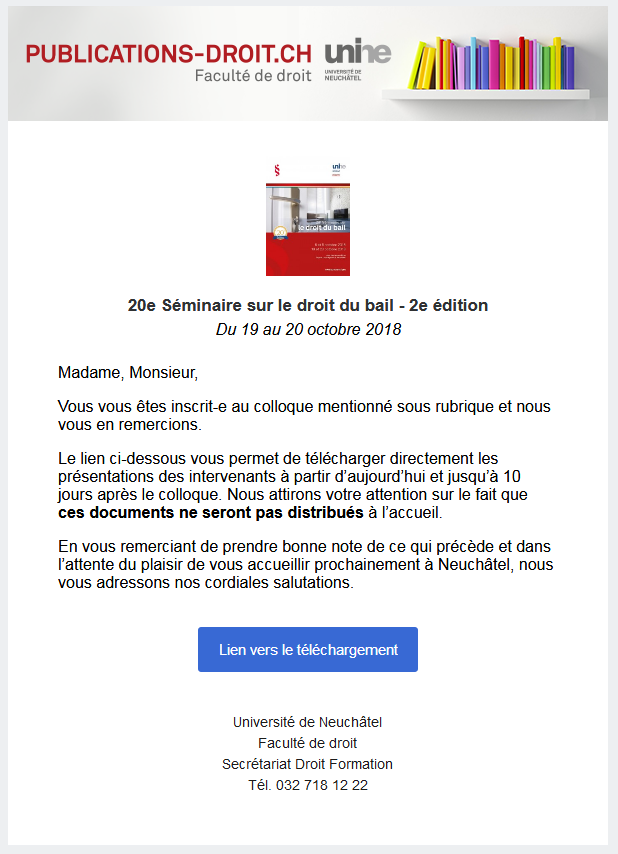 PUBLICATIONS-DROIT.CH
Faculté de droit
unine
UNIVERSITÉ DE
NEUCHÂTEL
§
unine
le droit du bail
20e Séminaire sur le droit du bail - 2e édition
Du 19 au 20 octobre 2018
Madame, Monsieur,
Vous vous êtes inscrit-e au colloque mentionné sous rubrique et nous
vous en remercions.
Le lien ci-dessous vous permet de télécharger directement les
présentations des intervenants à partir d’aujourd’hui et jusqu’à 10
jours après le colloque. Nous attirons votre attention sur le fait que
ces documents ne seront pas distribués à l’accueil.
En vous remerciant de prendre bonne note de ce qui précède et dans
l’attente du plaisir de vous accueillir prochainement à Neuchâtel, nous
vous adressons nos cordiales salutations.
Lien vers le téléchargement
Université de Neuchâtel
Faculté de droit
Secrétariat Droit Formation
Tél. 032 718 12 22